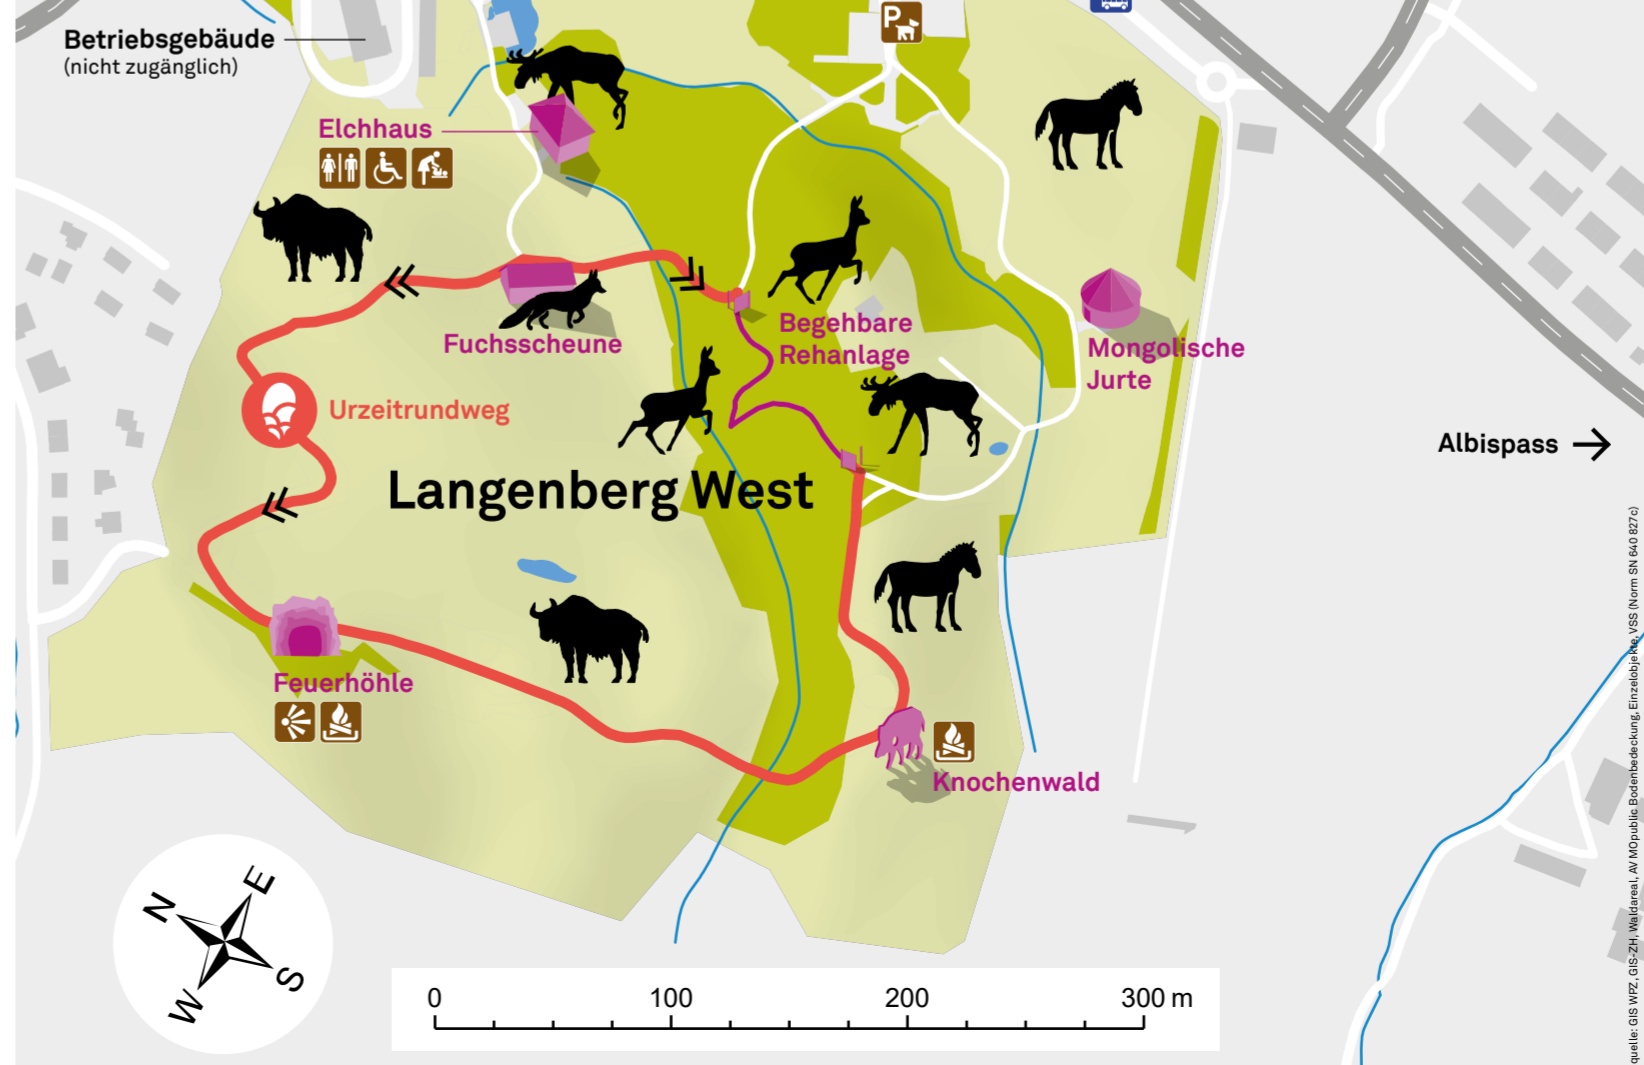 P
Betriebsgebäude
(nicht zugänglich)
Elchhaus
Fuchsscheune
Begehbare
Rehanlage
Mongolische
Jurte
Urzeitrundweg
Albispass
Langenberg West
Feuerhöhle
Knochenwald
N
E
S
W
0 100 200 300 m
quelle: GIS WPZ, GIS-ZH, Waldareal, AV MOpublic Bodenbedeckung, Einzelobjekte, VSS (Norm SN 640 827c)